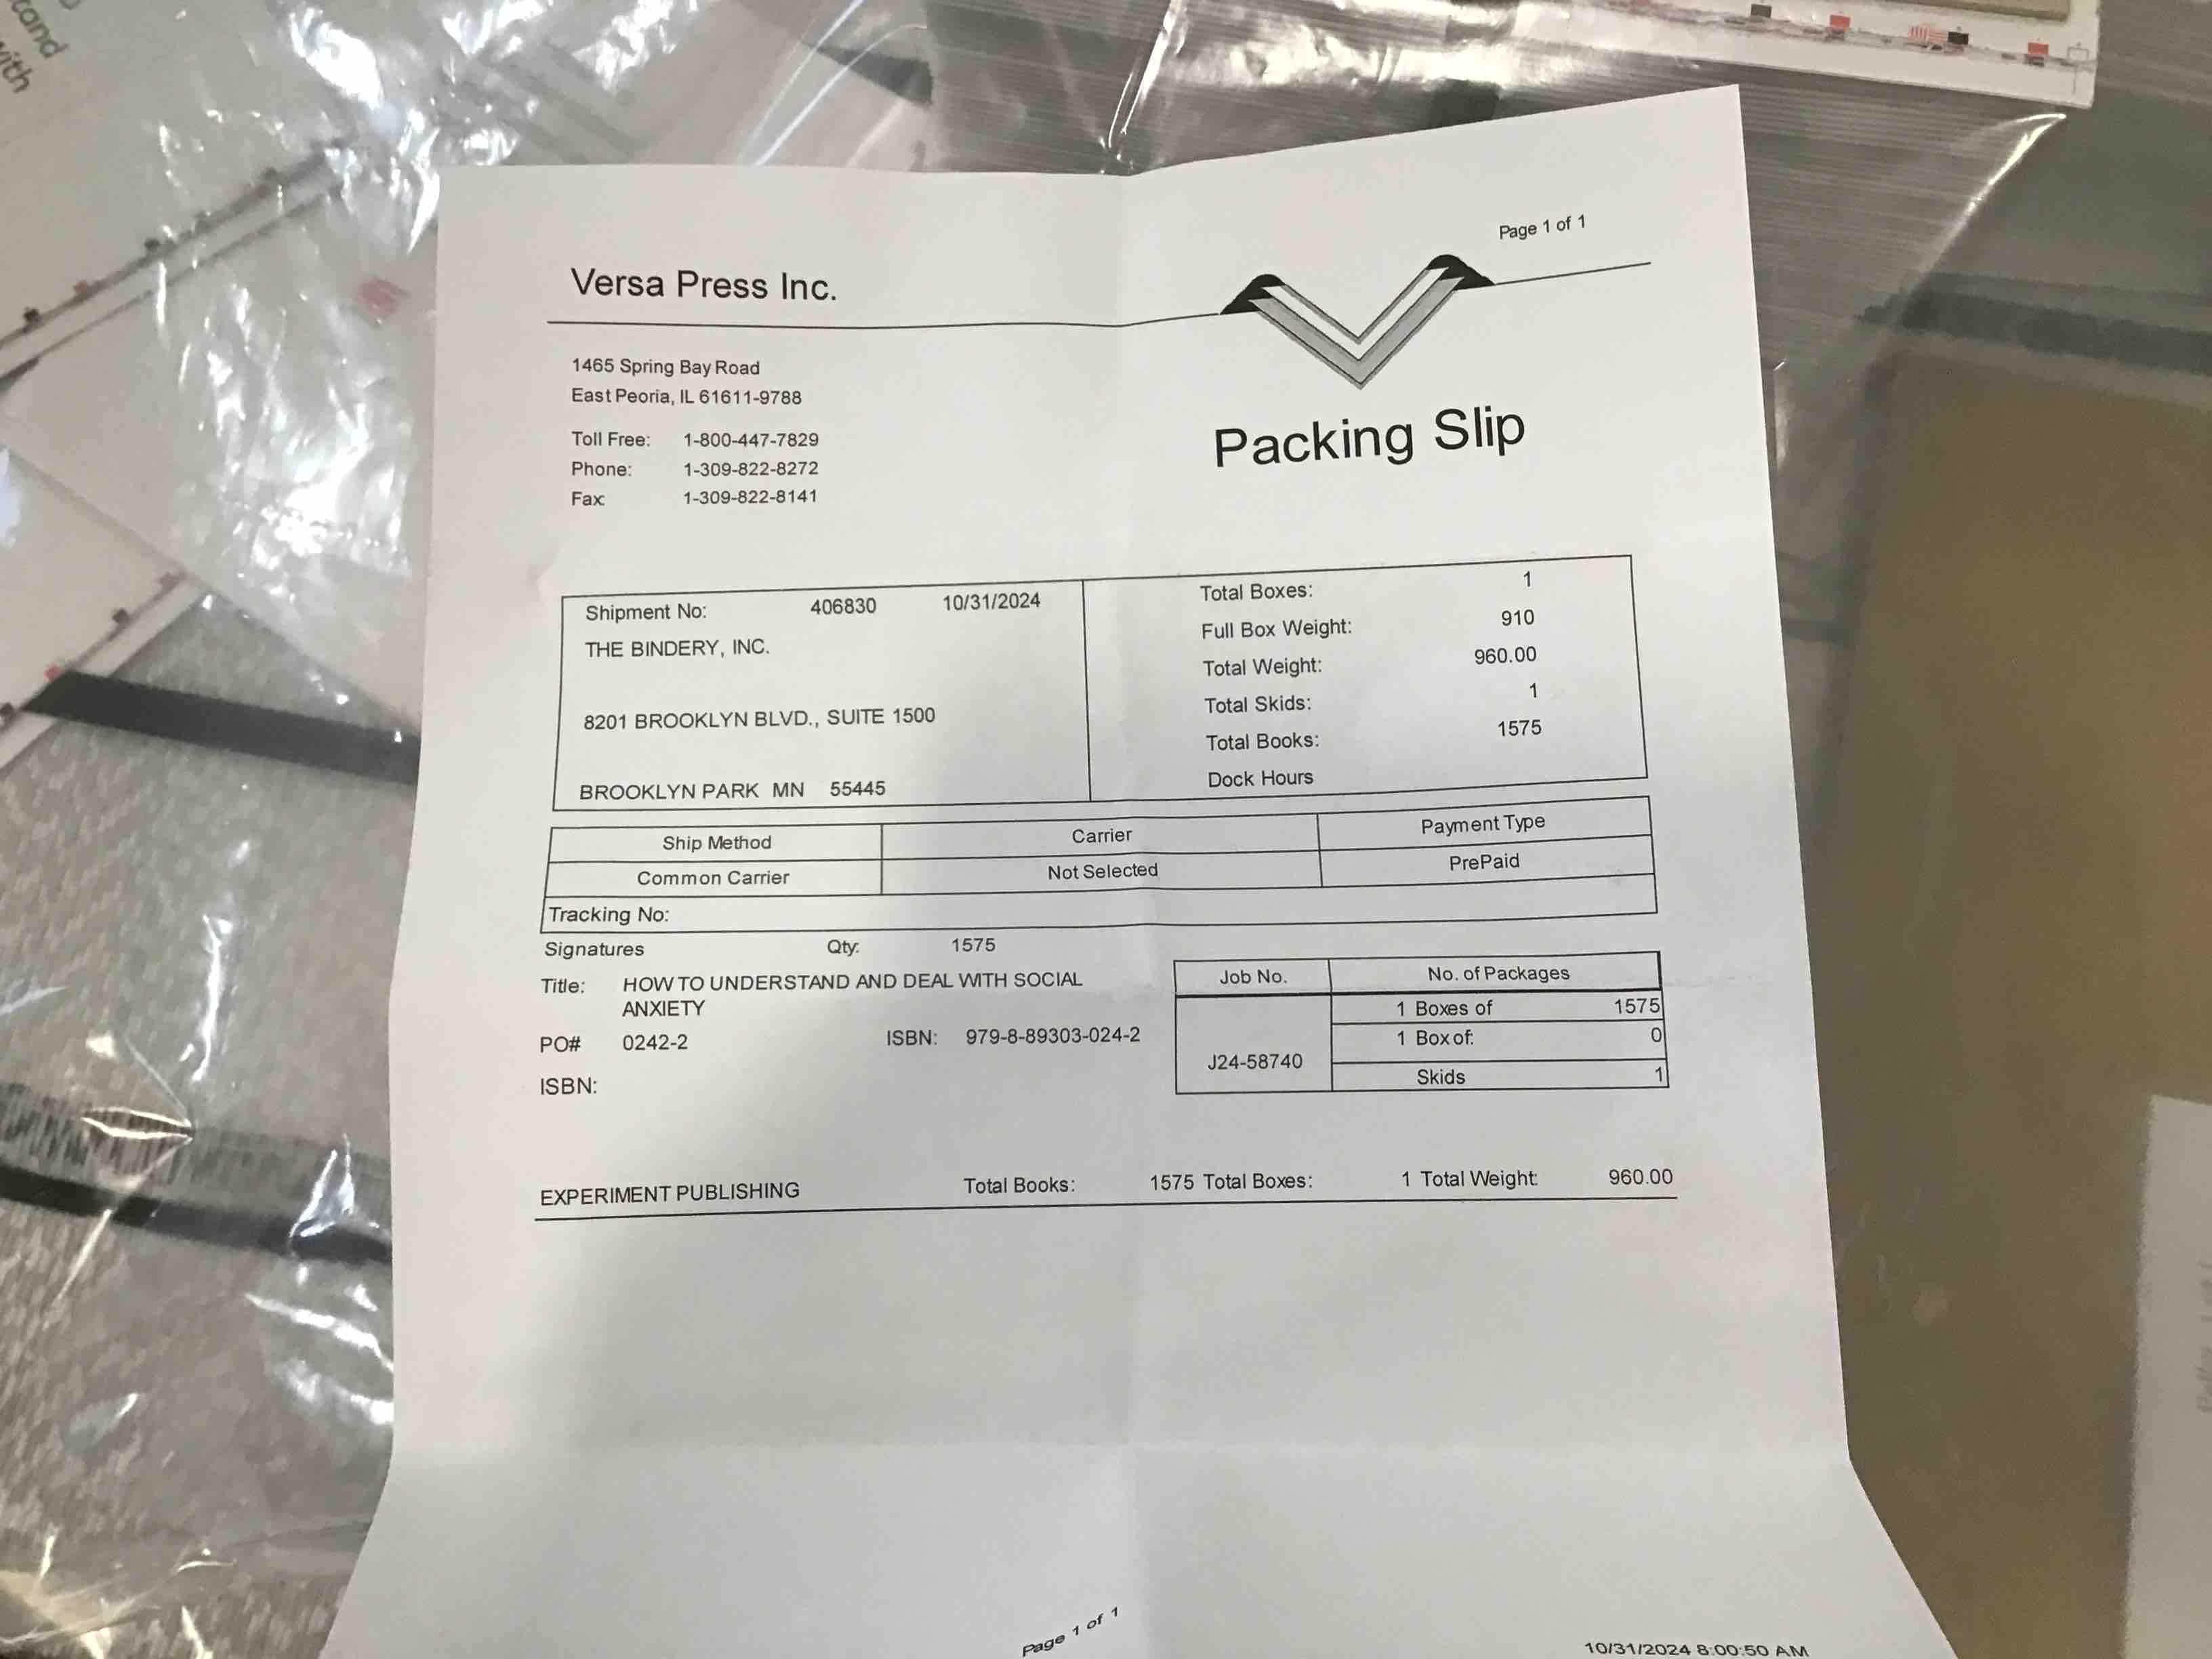 tand
with
Page 1 of 1
Versa Press Inc.
1465 Spring Bay Road
East Peoria, IL 61611-9788
Toll Free: 1-800-447-7829
Phone: 1-309-822-8272
Fax: 1-309-822-8141
Packing Slip
Shipment No: 406830 10/31/2024
THE BINDERY, INC.
8201 BROOKLYN BLVD., SUITE 1500
BROOKLYN PARK MN 55445
Total Boxes: 1
Full Box Weight: 910
Total Weight: 960.00
Total Skids: 1
Total Books: 1575
Dock Hours
Ship Method Carrier Payment Type
Common Carrier Not Selected PrePaid
Tracking No:
Signatures Qty: 1575
Title: HOW TO UNDERSTAND AND DEAL WITH SOCIAL
ANXIETY
PO# 0242-2 ISBN: 979-8-89303-024-2
ISBN:
Job No. No. of Packages
1 Boxes of 1575
1 Box of: 0
J24-58740
Skids 1
EXPERIMENT PUBLISHING Total Books: 1575 Total Boxes: 1 Total Weight: 960.00
Page 1 of 1
10/31/2024 8:00:50 AM